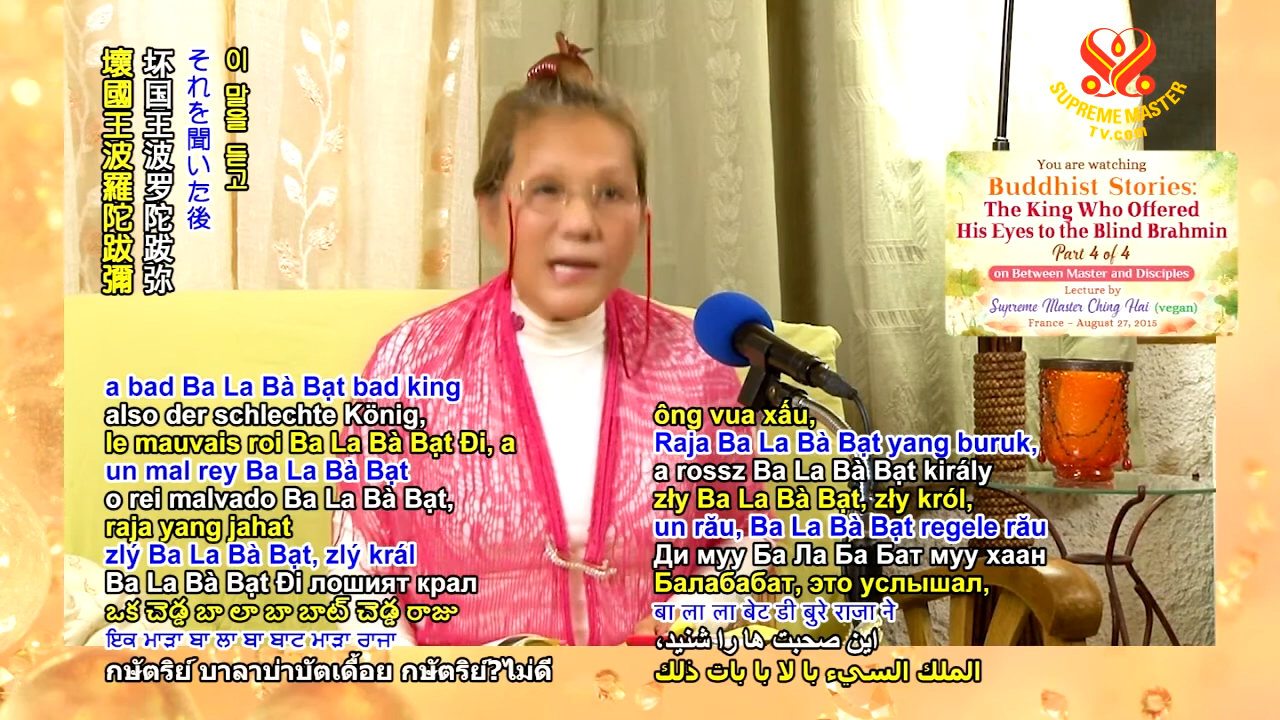 壞國王波羅陀跋彌
坏国王波罗陀跋弥
それを聞いた後
이 말을 듣고
SUPREME MASTER
TV.com
You are watching
Buddhist Stories:
The King Who Offered
His Eyes to the Blind Brahmin
Part 4 of 4
on Between Master and Disciples
Lecture by
Supreme Master Ching Hai (vegan)
France – August 27, 2015
a bad Ba La Bà Bạt bad king
also der schlechte König,
le mauvais roi Ba La Bà Bạt Đi, a
un mal rey Ba La Bà Bạt
o rei malvado Ba La Bà Bạt,
raja yang jahat
zlý Ba La Bà Bạt, zlý král
Ba La Bà Bạt Đi лошият крал
ఒక చెడ్డ బా లా బా బాట్ చెడ్డ రాజు
ਇਕ ਮਾੜਾ ਬਾ ਲਾ ਬਾ ਬਾਟ ਮਾੜਾ ਰਾਜਾ
กษัตริย์ บาลาบ่าบัตเดื้อย กษัตริย์?ไม่ดี
ông vua xấu,
Raja Ba La Bà Bạt yang buruk,
a rossz Ba La Bà Bạt király
zły Ba La Bà Bạt, zły król,
un rău, Ba La Bà Bạt regele rău
Ди муу Ба Ла Ба Бат муу хаан
Балабабат, это услышал,
बा ला ला बेट डी बुरे राजा ने
این صحبت ها را شنید،
الملك السيء با لا با بات ذلك